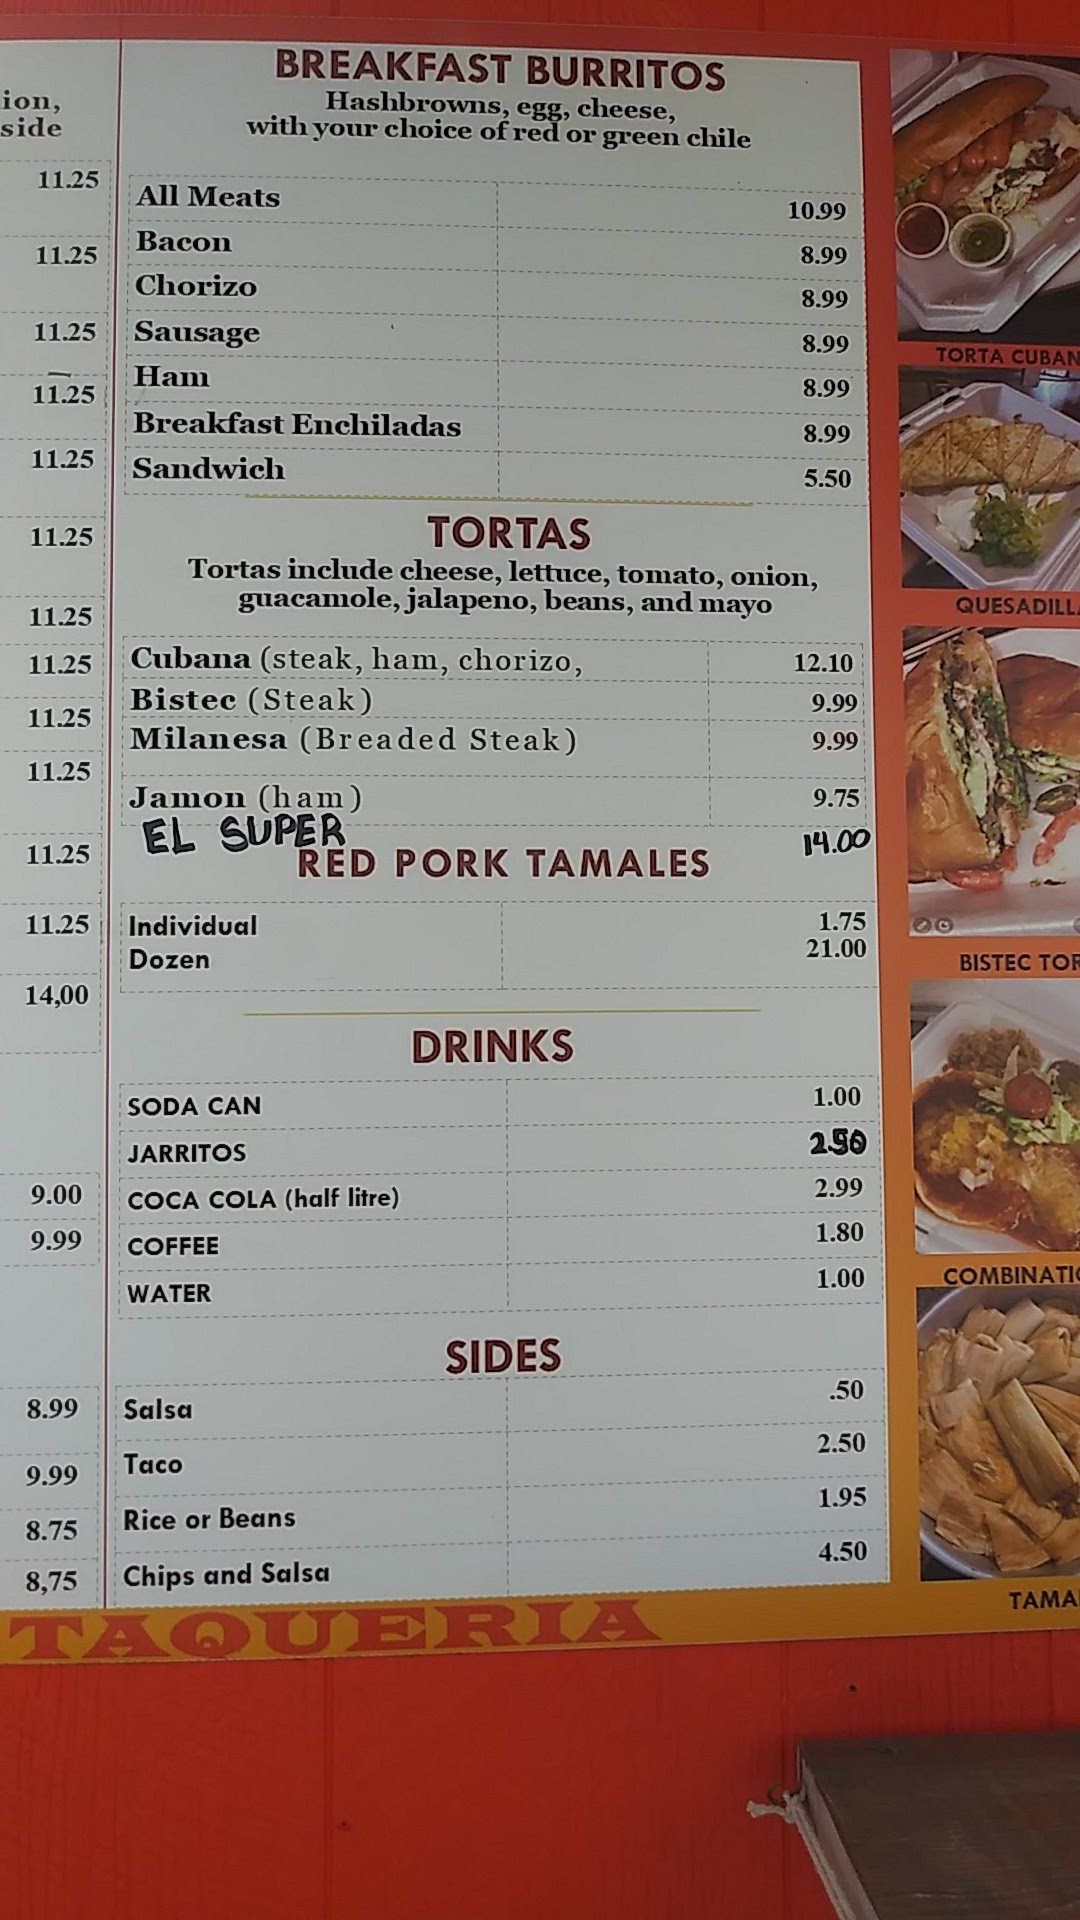 ion,
side
11.25
11.25
11.25
11.25
11.25
11.25
11.25
11.25
11.25
11.25
11.25
11.25
14,00
9.00
9.99
8.99
9.99
8.75
8,75
BREAKFAST BURRITOS
Hashbrowns, egg, cheese,
with your choice of red or green chile
All Meats 10.99
Bacon 8.99
Chorizo 8.99
Sausage 8.99
Ham 8.99
Breakfast Enchiladas 8.99
Sandwich 5.50
TORTAS
Tortas include cheese, lettuce, tomato, onion,
guacamole, jalapeno, beans, and mayo
Cubana (steak, ham, chorizo, 12.10
Bistec (Steak) 9.99
Milanesa (Breaded Steak) 9.99
Jamon (ham) 9.75
EL SUPER 14.00
RED PORK TAMALES
Individual 1.75
Dozen 21.00
DRINKS
SODA CAN 1.00
JARRITOS 2.50
COCA COLA (half litre) 2.99
COFFEE 1.80
WATER 1.00
SIDES
Salsa .50
Taco 2.50
Rice or Beans 1.95
Chips and Salsa 4.50
TAQUERIA
TORTA CUBAN
QUESADILLA
BISTEC TOR
COMBINATIO
TAMA